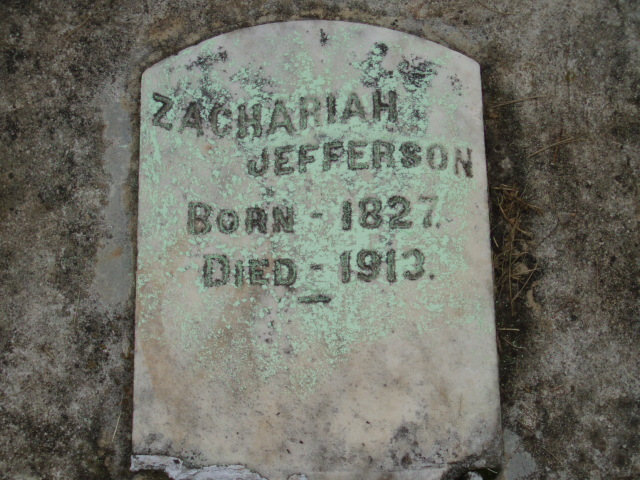 ZACHARIAH
JEFFERSON
BORN - 1827.
DIED - 1913.